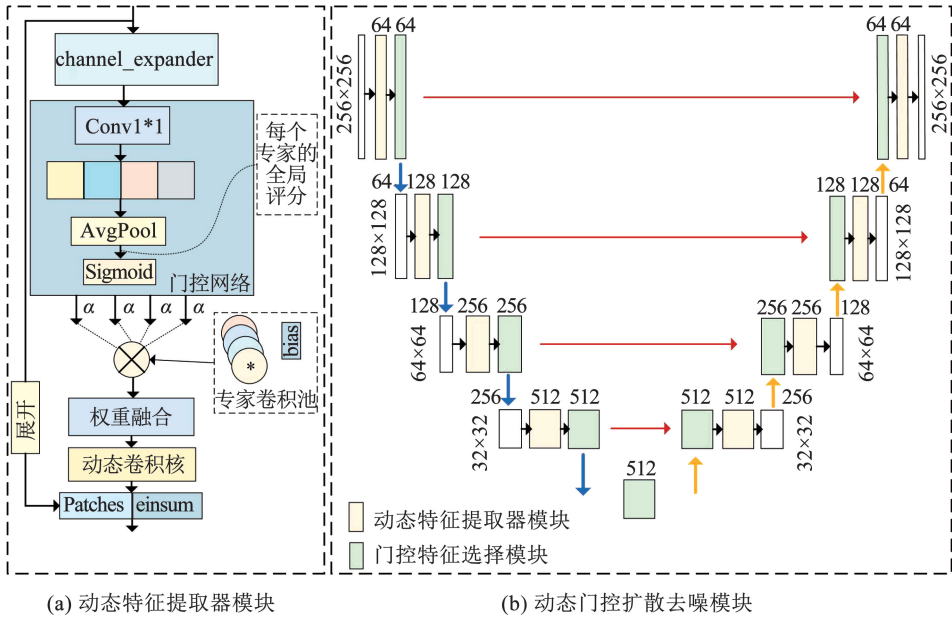 channel_expander
Conv1*1
每个
专家的
全局
评分
AvgPool
Sigmoid
门控网络
α
α
α
α
*
bias
专家卷积池
展开
权重融合
动态卷积核
Patches
einsum
(a) 动态特征提取器模块
64
64
256×256
64
128
128
128×128
128
256
256
64×64
256
512
512
32×32
512
512
512
256
32×32
256
256
128
64×64
128
128
64
128×128
64
64
256×256
动态特征提取器模块
门控特征选择模块
(b) 动态门控扩散去噪模块